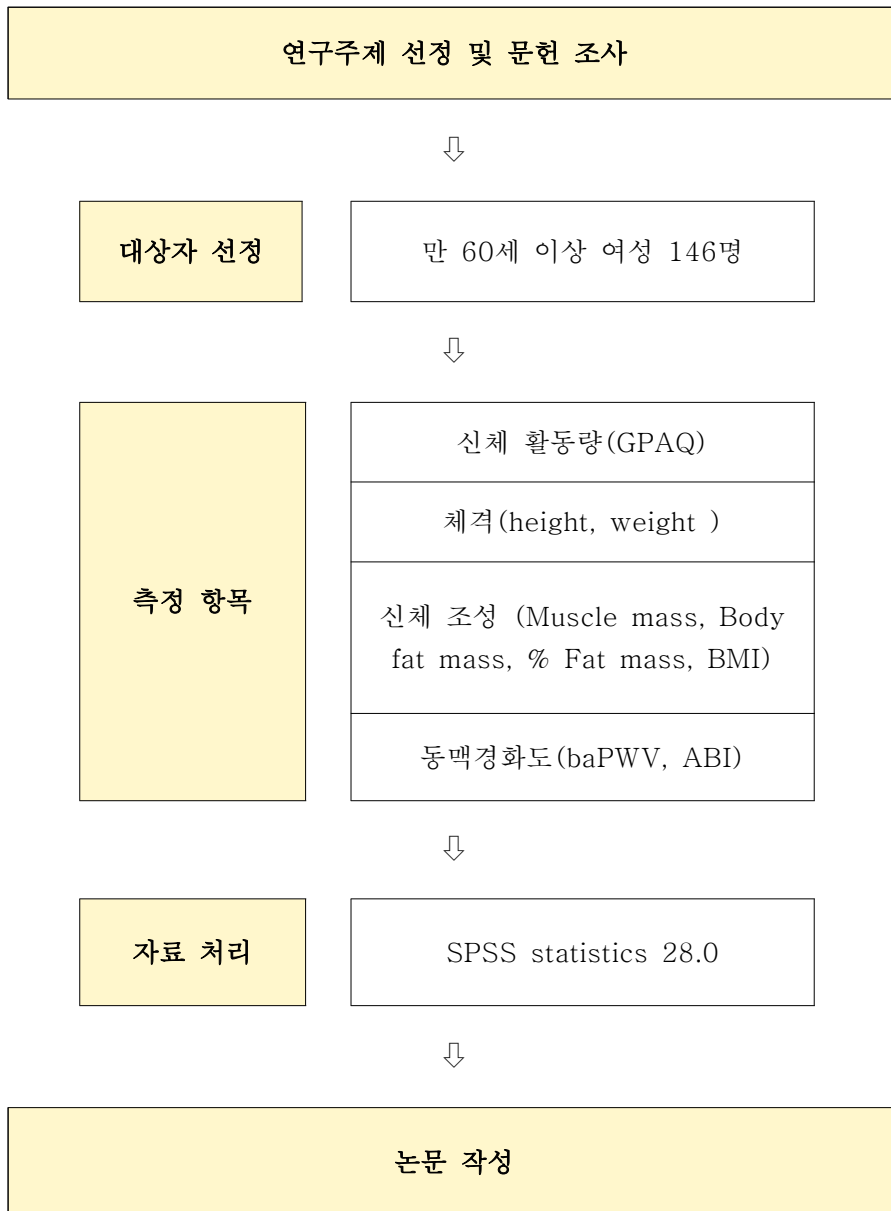 연구주제 선정 및 문헌 조사
⇩
대상자 선정
만 60세 이상 여성 146명
⇩
측정 항목
신체 활동량(GPAQ)
체격(height, weight )
신체 조성 (Muscle mass, Body
fat mass, % Fat mass, BMI)
동맥경화도(baPWV, ABI)
⇩
자료 처리
SPSS statistics 28.0
⇩
논문 작성